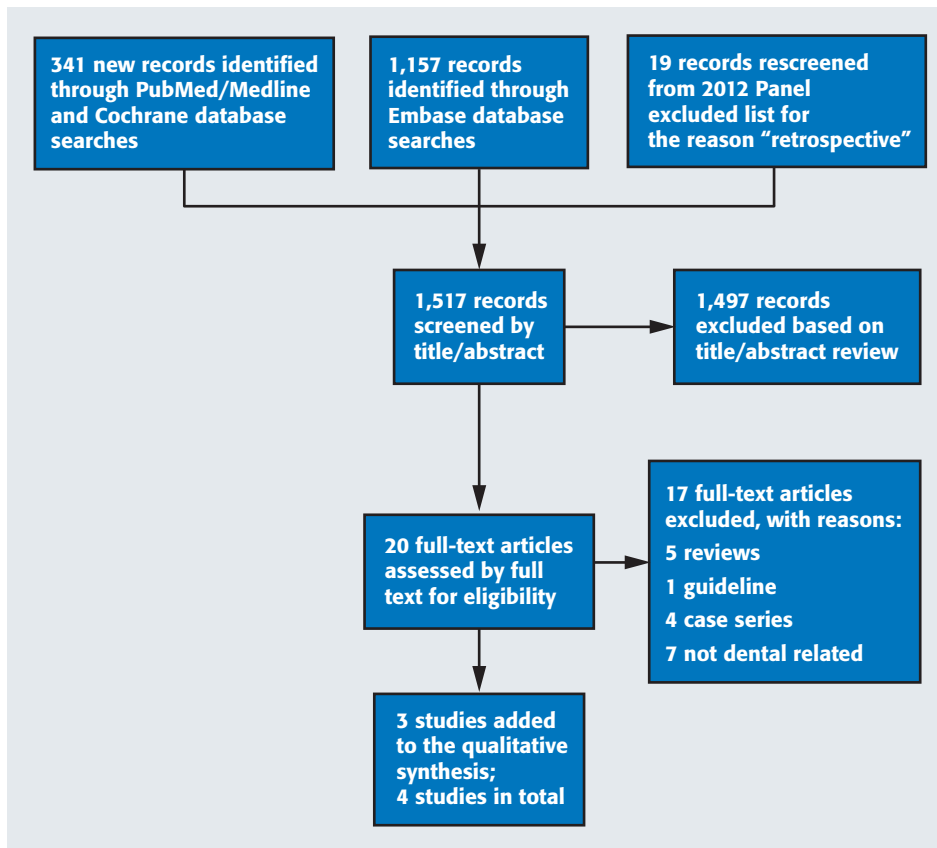 341 new records identified
through PubMed/Medline
and Cochrane database
searches
1,157 records
identified through
Embase database
searches
19 records rescreened
from 2012 Panel
excluded list for
the reason “retrospective”
1,517 records
screened by
title/abstract
1,497 records
excluded based on
title/abstract review
20 full-text articles
assessed by full
text for eligibility
17 full-text articles
excluded, with reasons:
5 reviews
1 guideline
4 case series
7 not dental related
3 studies added
to the qualitative
synthesis;
4 studies in total